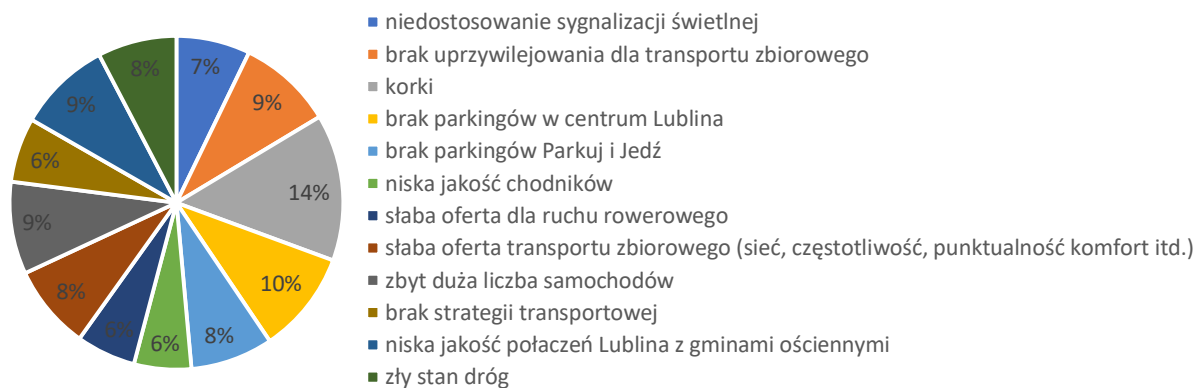 niedostosowanie sygnalizacji świetlnej
brak uprzywilejowania dla transportu zbiorowego
korki
brak parkingów w centrum Lublina
brak parkingów Parkuj i Jedź
niska jakość chodników
słaba oferta dla ruchu rowerowego
słaba oferta transportu zbiorowego (sieć, częstotliwość, punktualność komfort itd.)
zbyt duża liczba samochodów
brak strategii transportowej
niska jakość połaczeń Lublina z gminami ościennymi
zły stan dróg
7%
9%
14%
10%
8%
6%
6%
8%
9%
6%
9%
8%